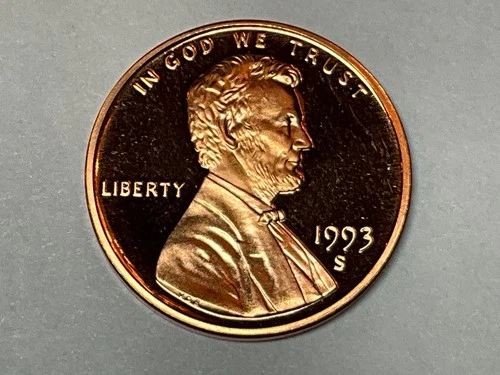 IN GOD WE TRUST
LIBERTY
1993
S